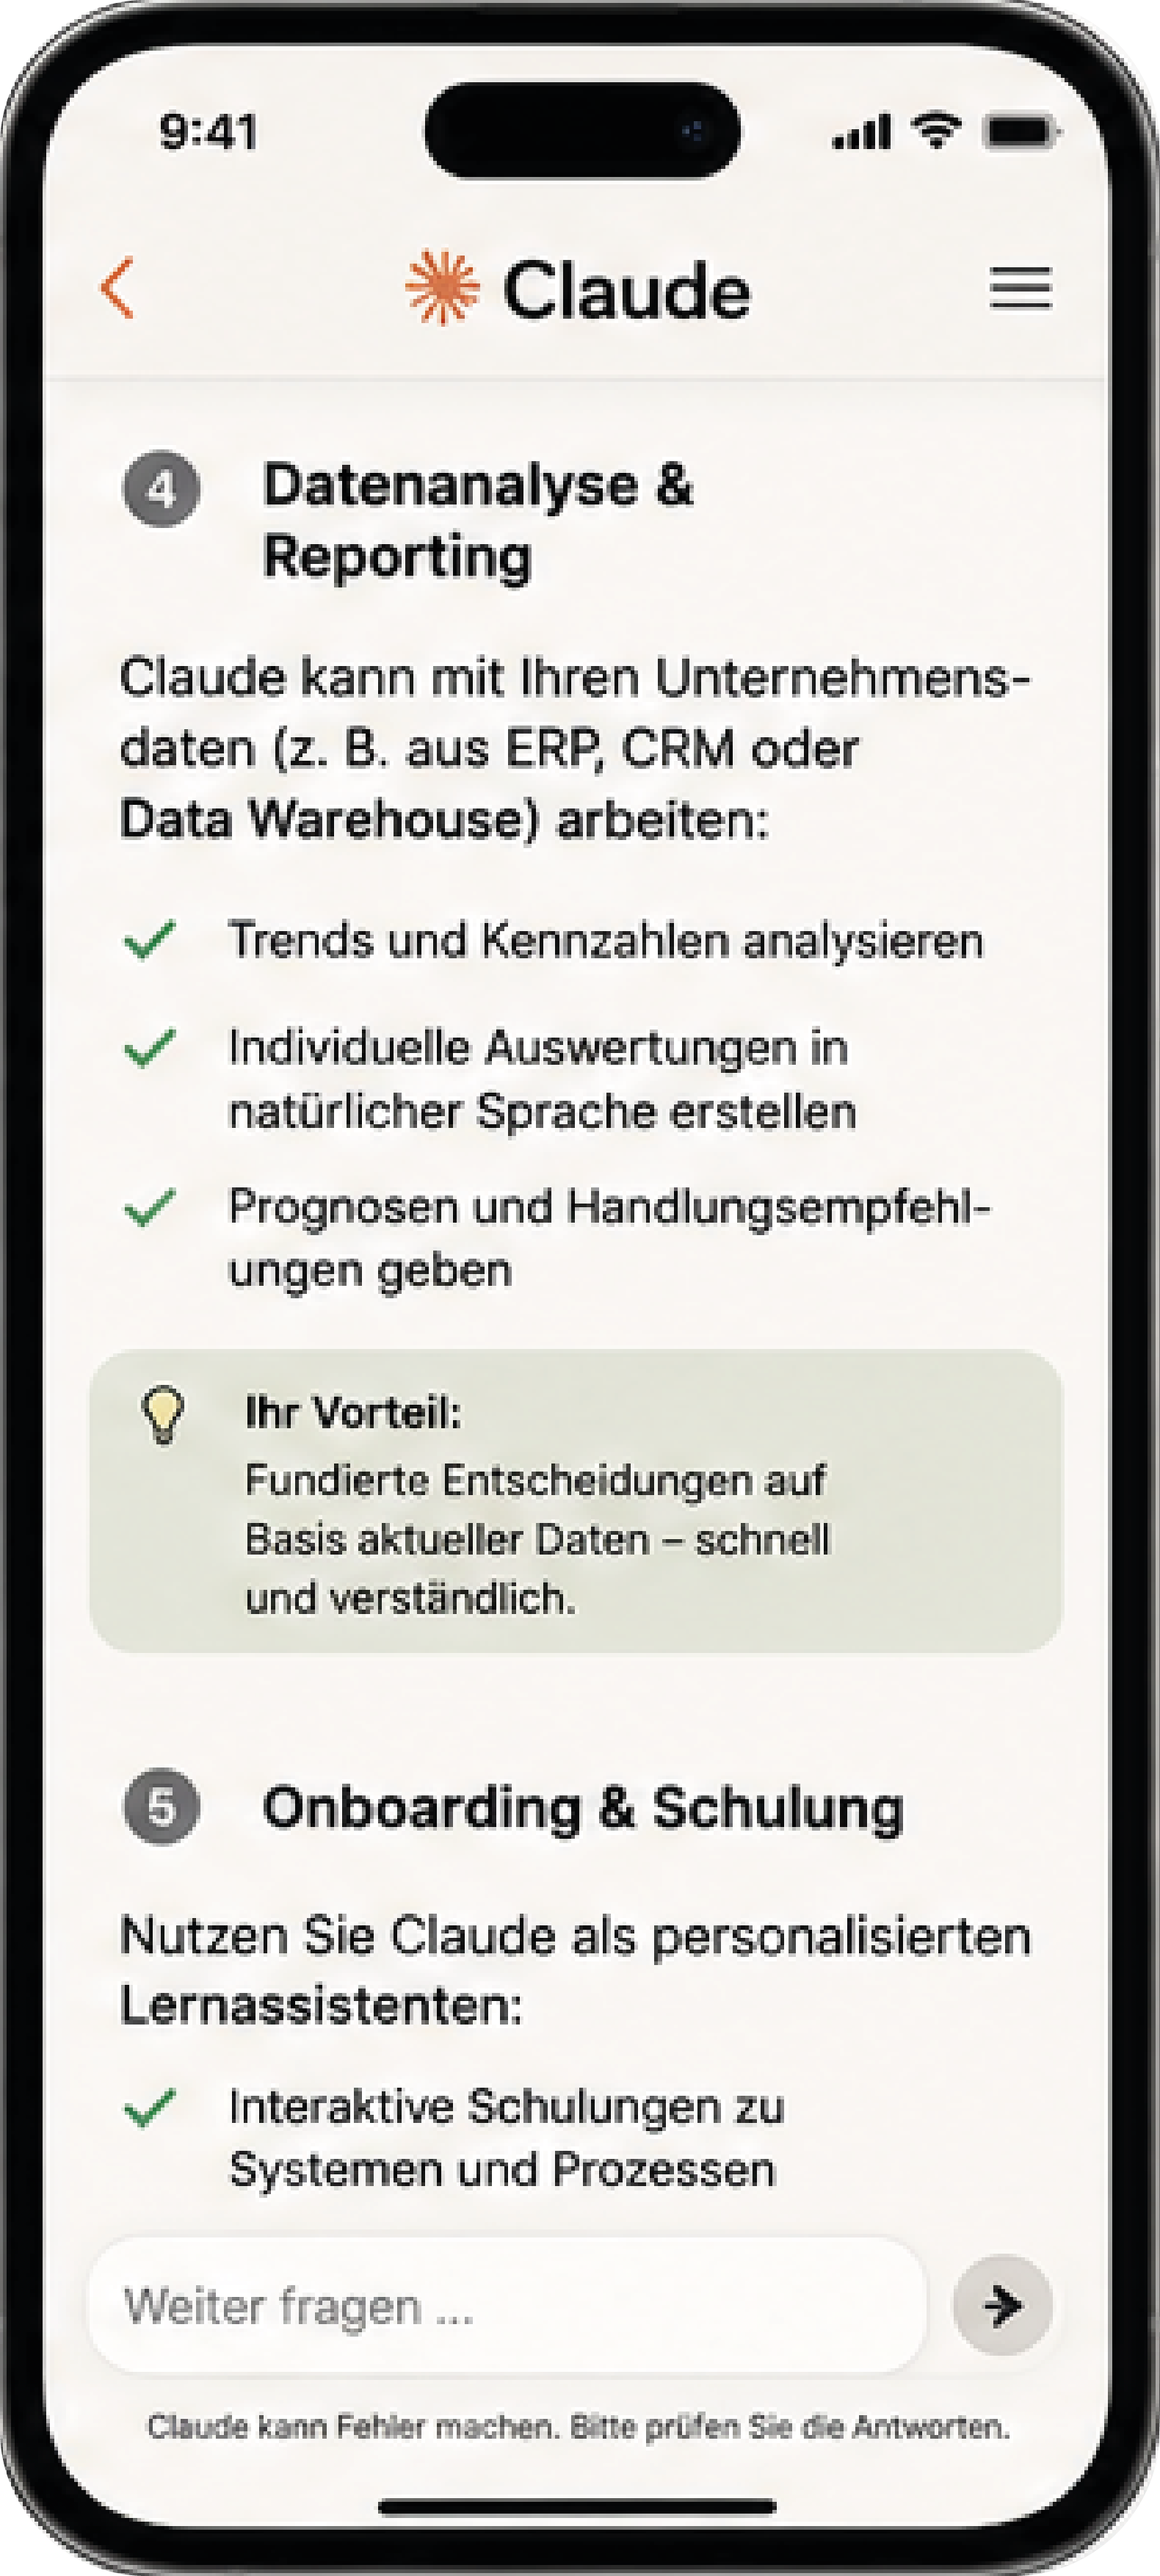 9:41
Claude
4 Datenanalyse &
Reporting
Claude kann mit Ihren Unternehmens-
daten (z. B. aus ERP, CRM oder
Data Warehouse) arbeiten:
Trends und Kennzahlen analysieren
Individuelle Auswertungen in
natürlicher Sprache erstellen
Prognosen und Handlungsempfehl-
ungen geben
Ihr Vorteil:
Fundierte Entscheidungen auf
Basis aktueller Daten – schnell
und verständlich.
5 Onboarding & Schulung
Nutzen Sie Claude als personalisierten
Lernassistenten:
Interaktive Schulungen zu
Systemen und Prozessen
Weiter fragen ...
Claude kann Fehler machen. Bitte prüfen Sie die Antworten.